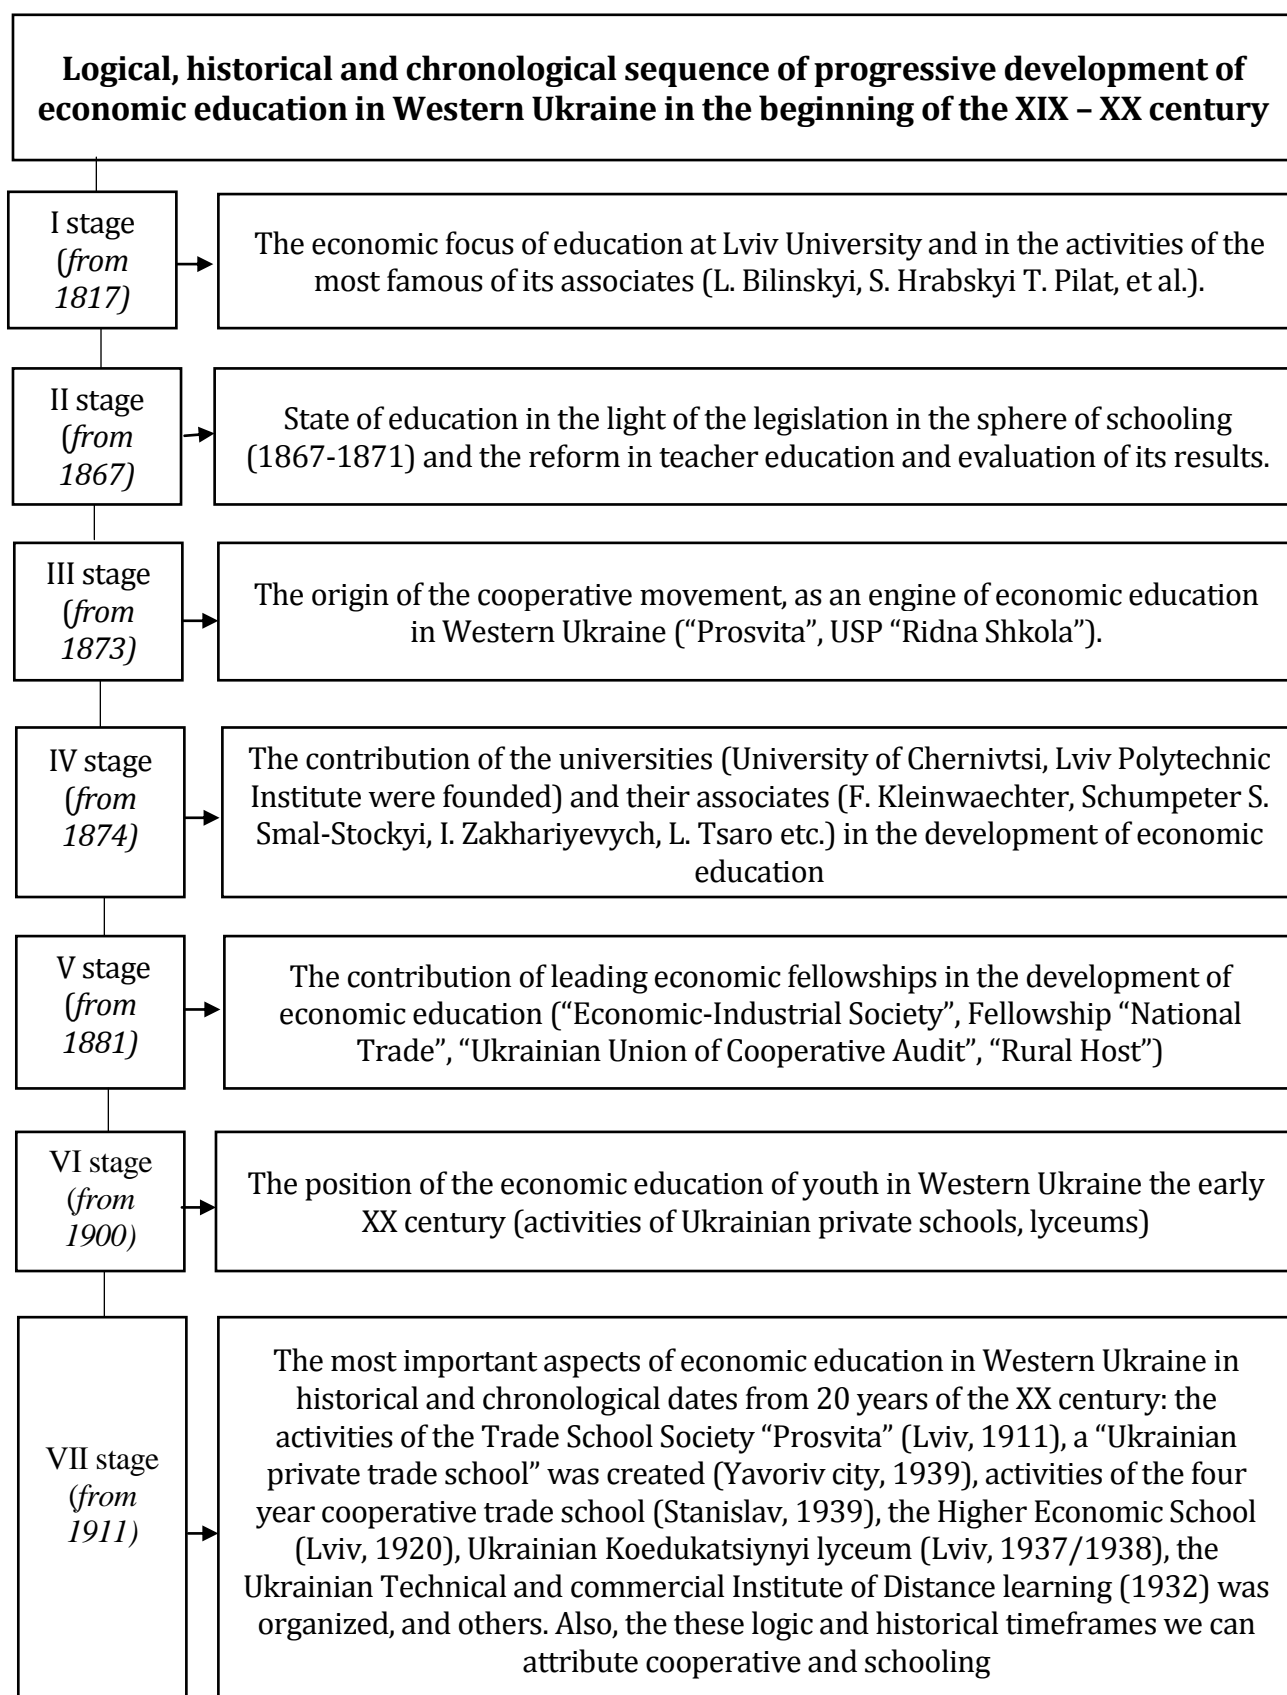 Logical, historical and chronological sequence of progressive development of
economic education in Western Ukraine in the beginning of the XIX – XX century
I stage
(from
1817)
The economic focus of education at Lviv University and in the activities of the
most famous of its associates (L. Bilinskyi, S. Hrabskyi T. Pilat, et al.).
II stage
(from
1867)
State of education in the light of the legislation in the sphere of schooling
(1867-1871) and the reform in teacher education and evaluation of its results.
III stage
(from
1873)
The origin of the cooperative movement, as an engine of economic education
in Western Ukraine (“Prosvita”, USP “Ridna Shkola”).
IV stage
(from
1874)
The contribution of the universities (University of Chernivtsi, Lviv Polytechnic
Institute were founded) and their associates (F. Kleinwaechter, Schumpeter S.
Smal-Stockyi, I. Zakhariyevych, L. Tsaro etc.) in the development of economic
education
V stage
(from
1881)
The contribution of leading economic fellowships in the development of
economic education (“Economic-Industrial Society”, Fellowship “National
Trade”, “Ukrainian Union of Cooperative Audit”, “Rural Host”)
VI stage
(from
1900)
The position of the economic education of youth in Western Ukraine the early
XX century (activities of Ukrainian private schools, lyceums)
VII stage
(from
1911)
The most important aspects of economic education in Western Ukraine in
historical and chronological dates from 20 years of the XX century: the
activities of the Trade School Society “Prosvita” (Lviv, 1911), a “Ukrainian
private trade school” was created (Yavoriv city, 1939), activities of the four
year cooperative trade school (Stanislav, 1939), the Higher Economic School
(Lviv, 1920), Ukrainian Koedukatsiynyi lyceum (Lviv, 1937/1938), the
Ukrainian Technical and commercial Institute of Distance learning (1932) was
organized, and others. Also, the these logic and historical timeframes we can
attribute cooperative and schooling